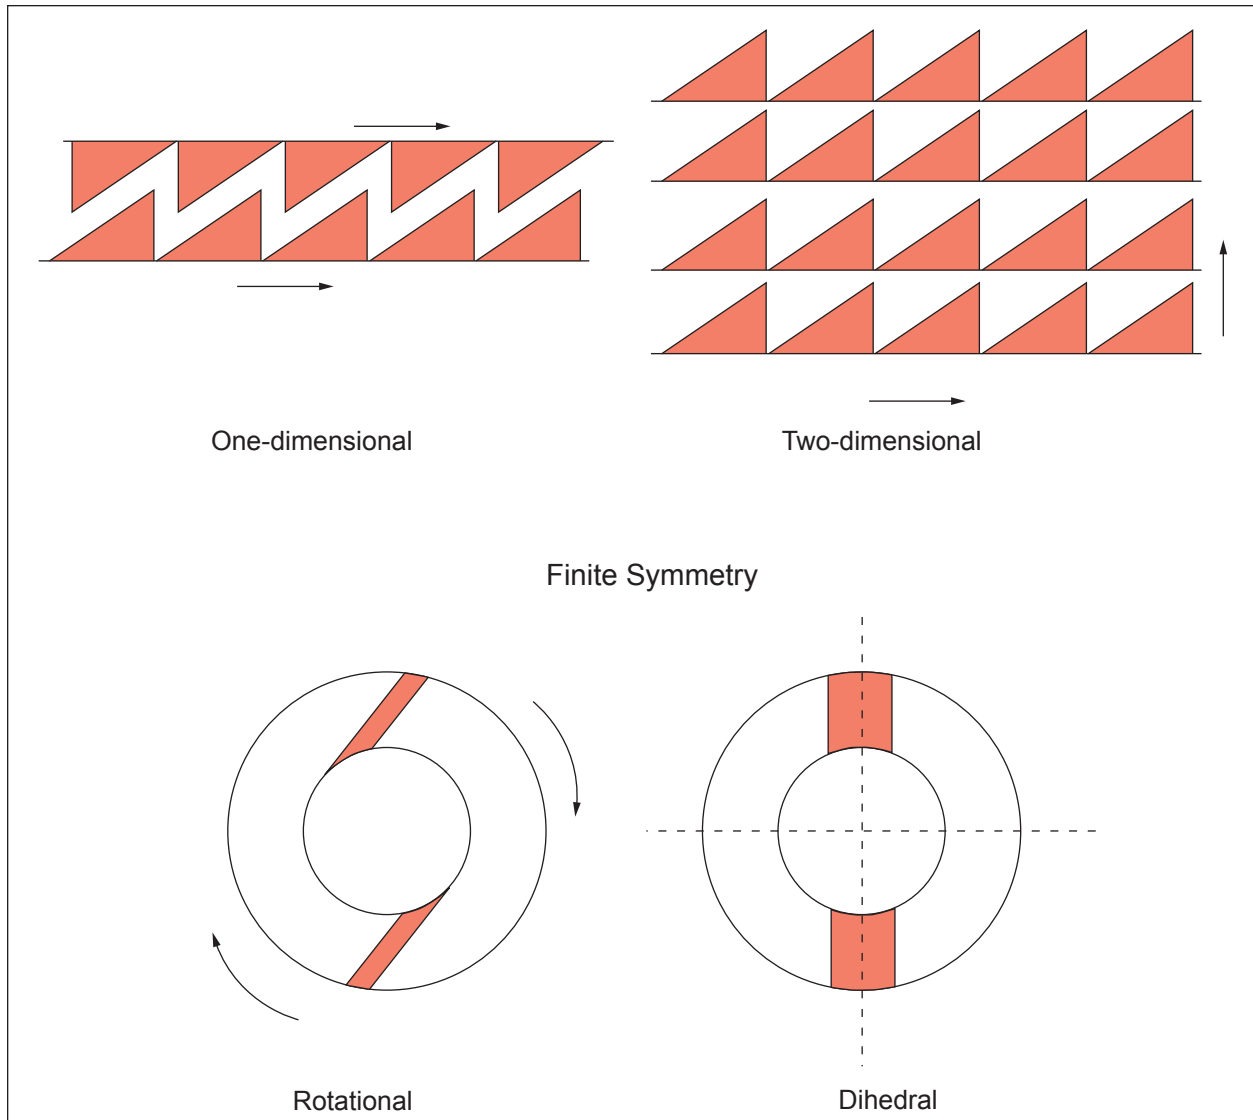 One-dimensional
Two-dimensional
Finite Symmetry
Rotational
Dihedral